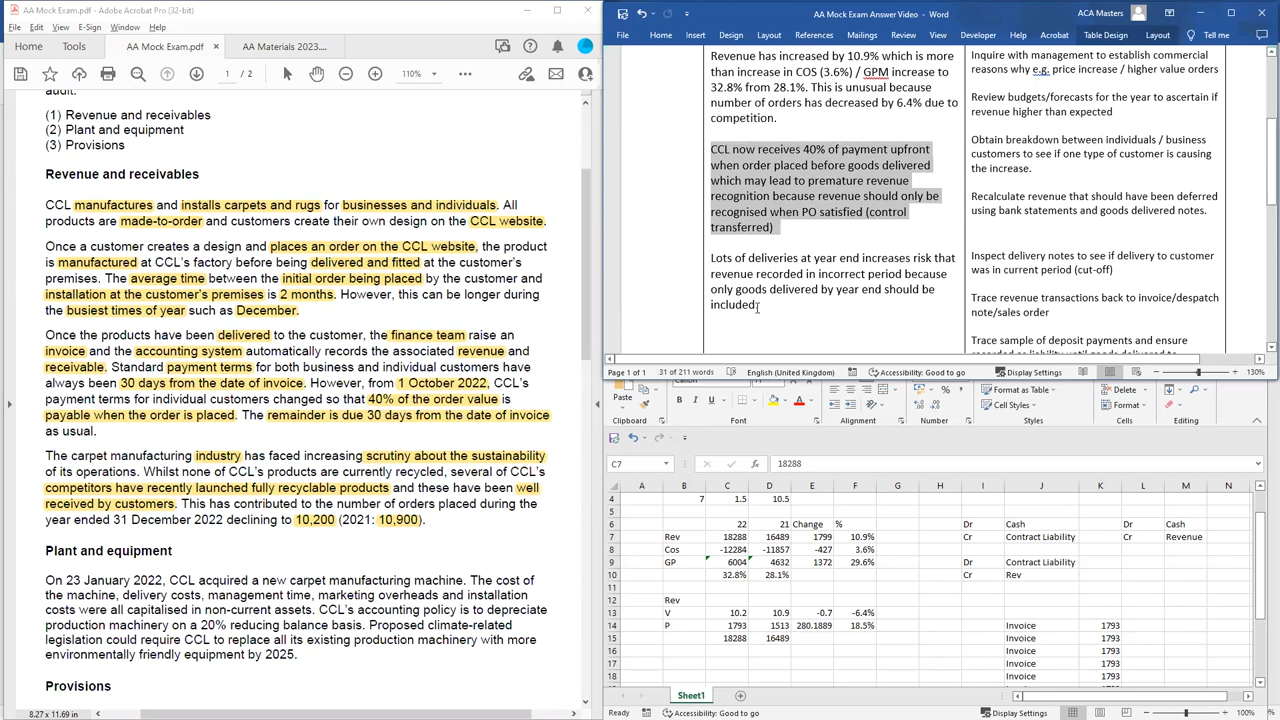 AA Mock Exam.pdf - Adobe Acrobat Pro (32-bit)
File Edit View E-Sign Window Help
Home Tools AA Mock Exam.pdf × AA Materials 2023....
1 / 2 110%
audit.
(1) Revenue and receivables
(2) Plant and equipment
(3) Provisions
Revenue and receivables
CCL manufactures and installs carpets and rugs for businesses and individuals. All
products are made-to-order and customers create their own design on the CCL website.
Once a customer creates a design and places an order on the CCL website, the product
is manufactured at CCL's factory before being delivered and fitted at the customer's
premises. The average time between the initial order being placed by the customer and
installation at the customer's premises is 2 months. However, this can be longer during
the busiest times of year such as December.
Once the products have been delivered to the customer, the finance team raise an
invoice and the accounting system automatically records the associated revenue and
receivable. Standard payment terms for both business and individual customers have
always been 30 days from the date of invoice. However, from 1 October 2022, CCL's
payment terms for individual customers changed so that 40% of the order value is
payable when the order is placed. The remainder is due 30 days from the date of invoice
as usual.
The carpet manufacturing industry has faced increasing scrutiny about the sustainability
of its operations. Whilst none of CCL's products are currently recycled, several of CCL's
competitors have recently launched fully recyclable products and these have been well
received by customers. This has contributed to the number of orders placed during the
year ended 31 December 2022 declining to 10,200 (2021: 10,900).
Plant and equipment
On 23 January 2022, CCL acquired a new carpet manufacturing machine. The cost of
the machine, delivery costs, management time, marketing overheads and installation
costs were all capitalised in non-current assets. CCL's accounting policy is to depreciate
production machinery on a 20% reducing balance basis. Proposed climate-related
legislation could require CCL to replace all its existing production machinery with more
environmentally friendly equipment by 2025.
Provisions
8.27 x 11.69 in
AA Mock Exam Answer Video - Word ACA Masters
File Insert Design Layout References Mailings Review View Developer Help Acrobat Table Design Layout Tell me
Revenue has increased by 10.9% which is more
than increase in COS (3.6%) / GPM increase to
32.8% from 28.1%. This is unusual because
number of orders has decreased by 6.4% due to
competition.
CCL now receives 40% of payment upfront
when order placed before goods delivered
which may lead to premature revenue
recognition because revenue should only be
recognised when PO satisfied (control
transferred)
Lots of deliveries at year end increases risk that
revenue recorded in incorrect period because
only goods delivered by year end should be
included
Inquire with management to establish commercial
reasons why e.g. price increase / higher value orders
Review budgets/forecasts for the year to ascertain if
revenue higher than expected
Obtain breakdown between individuals / business
customers to see if one type of customer is causing
the increase.
Recalculate revenue that should have been deferred
using bank statements and goods delivered notes.
Inspect delivery notes to see if delivery to customer
was in current period (cut-off)
Trace revenue transactions back to invoice/despatch
note/sales order
Trace sample of deposit payments and ensure
Page 1 of 1 31 of 211 words English (United Kingdom) Accessibility: Good to go Display Settings 130%
Paste B I U % Format as Table Cell Styles Delete Format
Clipboard Font Alignment Number Styles Cells Editing
C7 fx 18288
A B C D E F G H I J K L M N
4 7 1.5 10.5
5
6 22 21 Change % Dr Cash Dr Cash
7 Rev 18288 16489 1799 10.9% Cr Contract Liability Cr Revenue
8 Cos -12284 -11857 -427 3.6%
9 GP 6004 4632 1372 29.6% Dr Contract Liability
10 32.8% 28.1% Cr Rev
11
12 Rev
13 V 10.2 10.9 -0.7 -6.4%
14 P 1793 1513 280.1889 18.5% Invoice 1793
15 18288 16489 Invoice 1793
16 Invoice 1793
17 Invoice 1793
18 Invoice 1793
Sheet1
Ready Accessibility: Good to go Display Settings 100%